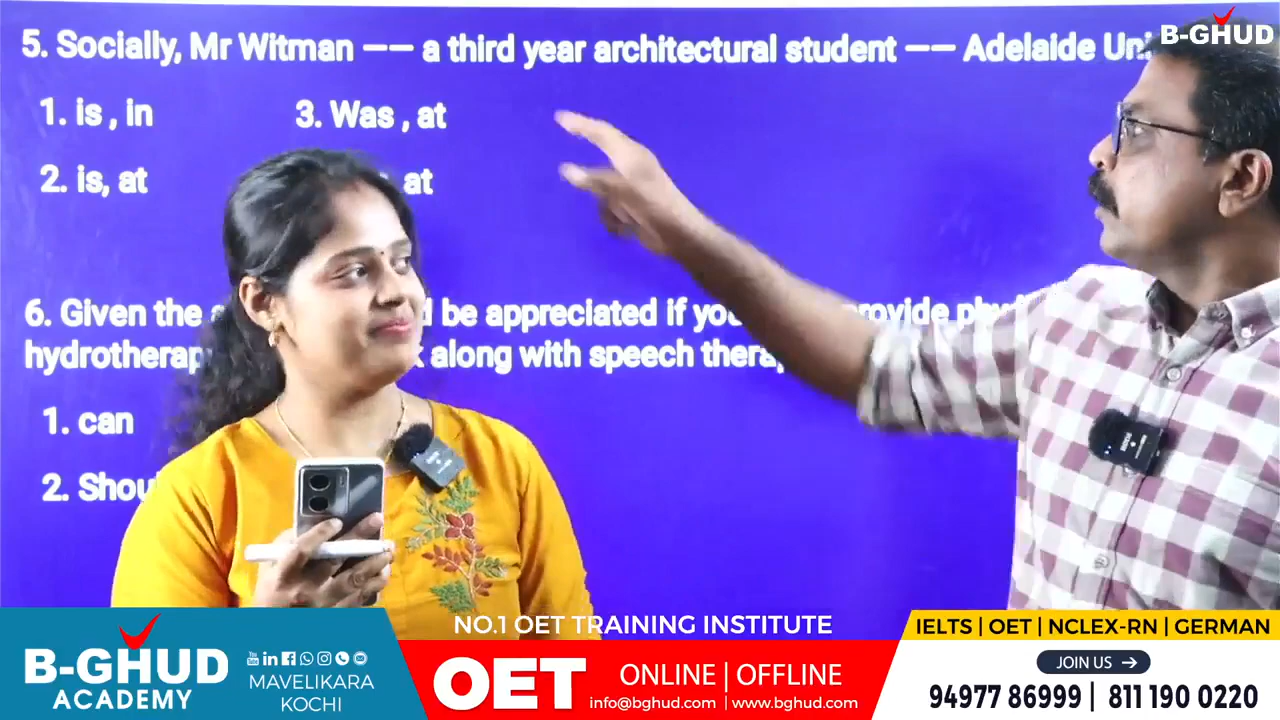 B-GHUD
5. Socially, Mr Witman —— a third year architectural student —— Adelaide Uni
1. is , in
3. Was , at
2. is, at
at
6. Given the be appreciated if you provide
along with speech
1. can
2.
NO.1 OET TRAINING INSTITUTE
IELTS | OET | NCLEX-RN | GERMAN
B-GHUD
ACADEMY
MAVELIKARA
KOCHI
OET
ONLINE | OFFLINE
info@bghud.com | www.bghud.com
JOIN US →
94977 86999 | 811 190 0220